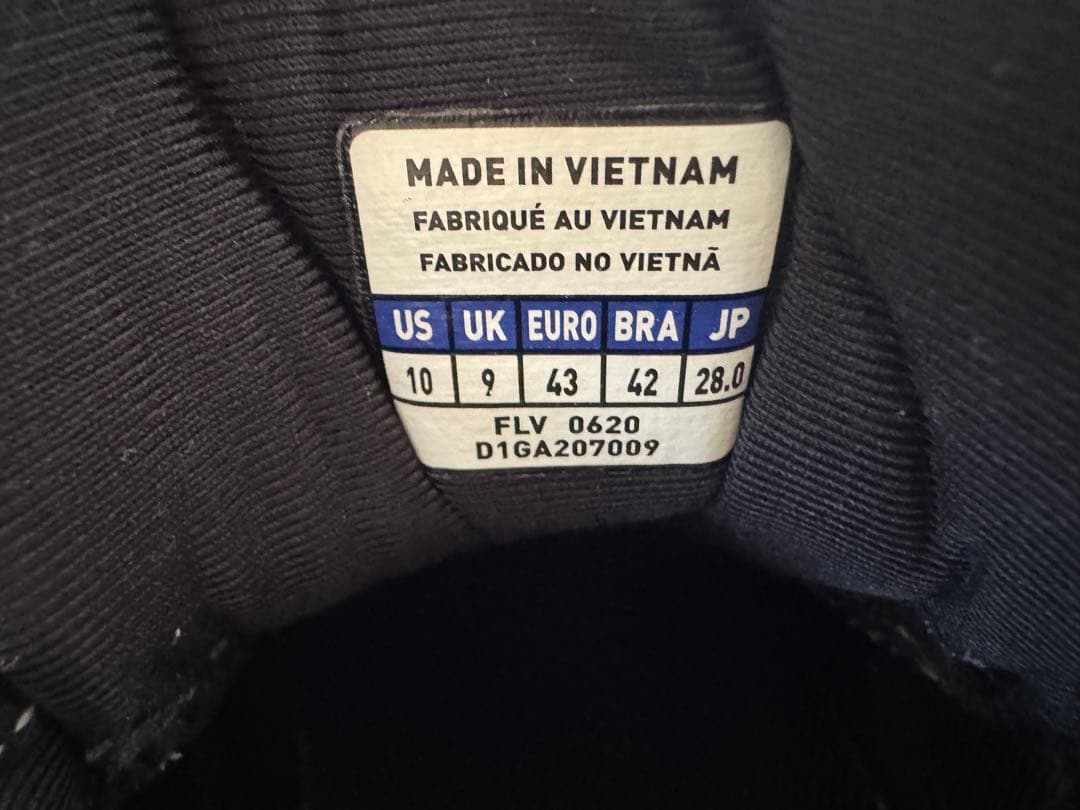 MADE IN VIETNAM
FABRIQUÉ AU VIETNAM
FABRICADO NO VIETNÃ
US UK EURO BRA JP
10 9 43 42 28.0
FLV 0620
D1GA207009